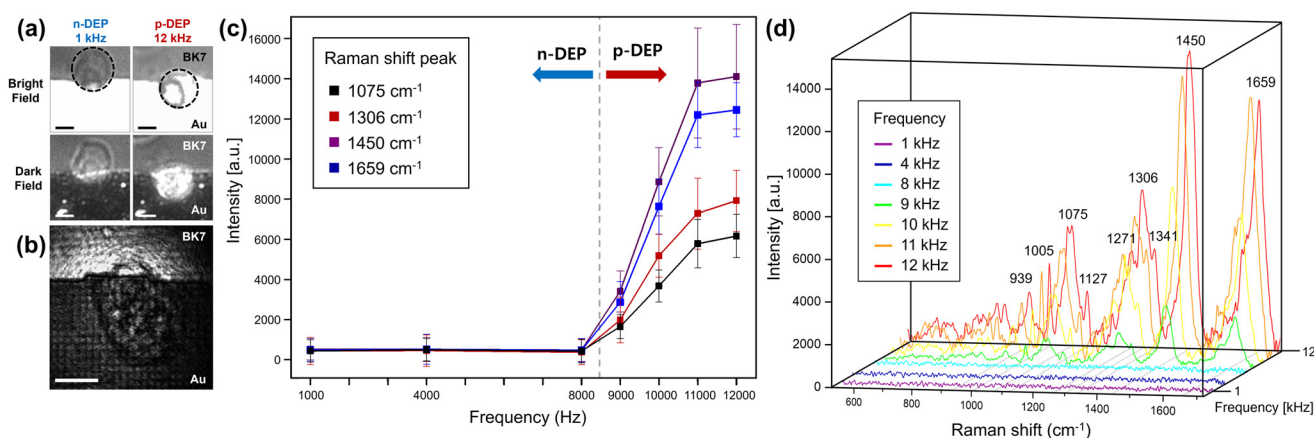 (a)
n-DEP
1 kHz
p-DEP
12 kHz
Bright
Field
BK7
Au
Dark
Field
BK7
Au
(b)
BK7
Au
(c)
16000
14000
12000
10000
8000
6000
4000
2000
0
Intensity [a.u.]
Raman shift peak
1075 cm⁻¹
1306 cm⁻¹
1450 cm⁻¹
1659 cm⁻¹
n-DEP
p-DEP
1000
4000
8000
9000
10000
11000
12000
Frequency (Hz)
(d)
14000
12000
10000
8000
6000
4000
2000
0
Intensity [a.u.]
Frequency
1 kHz
4 kHz
8 kHz
9 kHz
10 kHz
11 kHz
12 kHz
939
1005
1075
1127
1271
1306
1341
1450
1659
600
800
1000
1200
1400
1600
Raman shift (cm⁻¹)
1
12
Frequency [kHz]